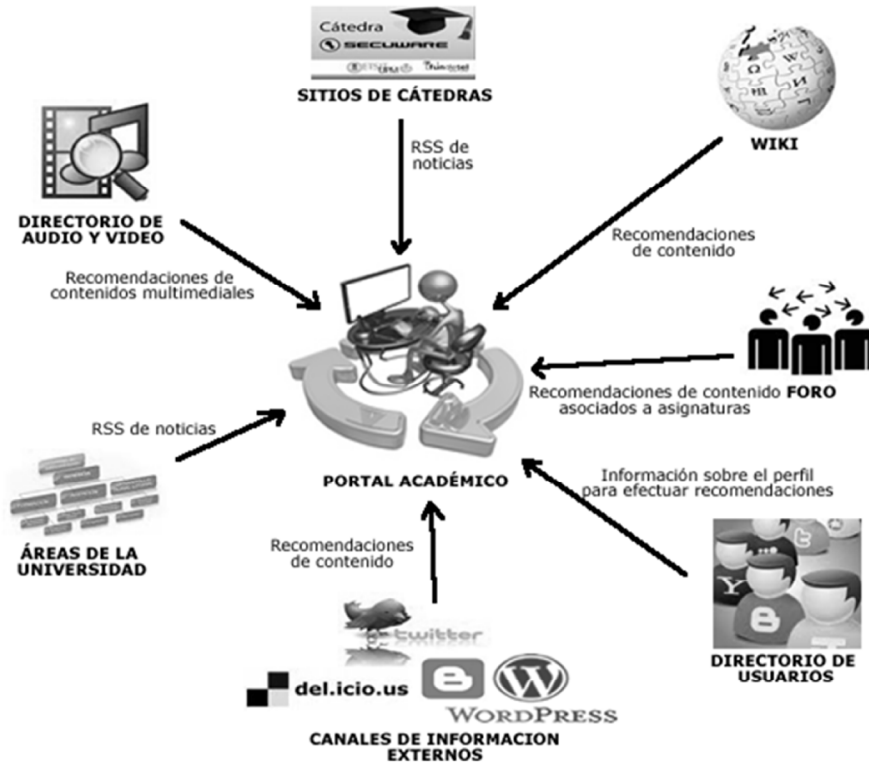 Cátedra
SECUWARE
SITIOS DE CÁTEDRAS
WIKI
RSS de
noticias
DIRECTORIO DE
AUDIO Y VIDEO
Recomendaciones
de contenido
Recomendaciones de
contenidos multimediales
Recomendaciones de contenido
asociados a asignaturas
FORO
RSS de noticias
PORTAL ACADÉMICO
Información sobre el perfil
para efectuar recomendaciones
ÁREAS DE LA
UNIVERSIDAD
Recomendaciones
de contenido
twitter
del.icio.us
WORDPRESS
CANALES DE INFORMACION
EXTERNOS
DIRECTORIO DE
USUARIOS